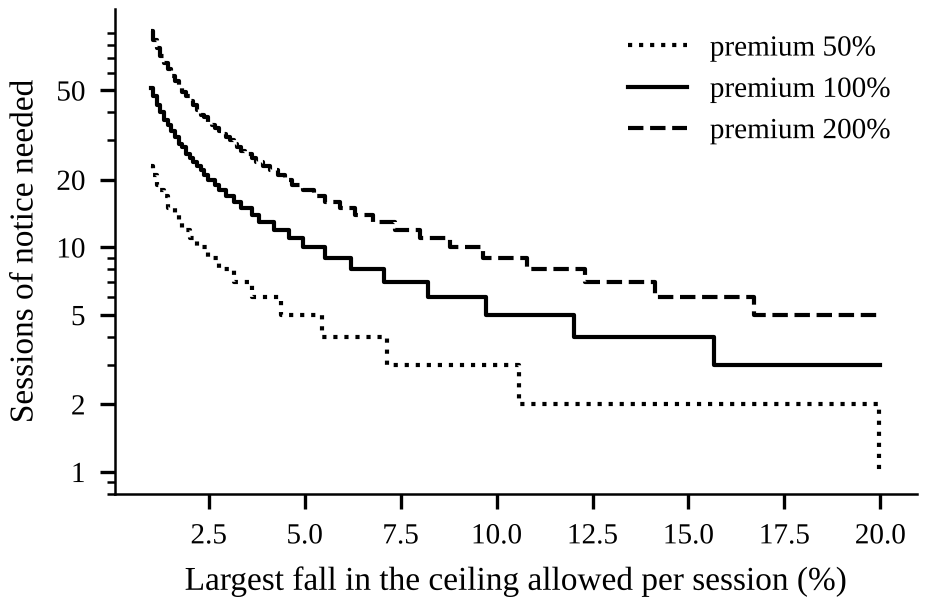 premium 50%
premium 100%
premium 200%
Sessions of notice needed
50
20
10
5
2
1
2.5 5.0 7.5 10.0 12.5 15.0 17.5 20.0
Largest fall in the ceiling allowed per session (%)